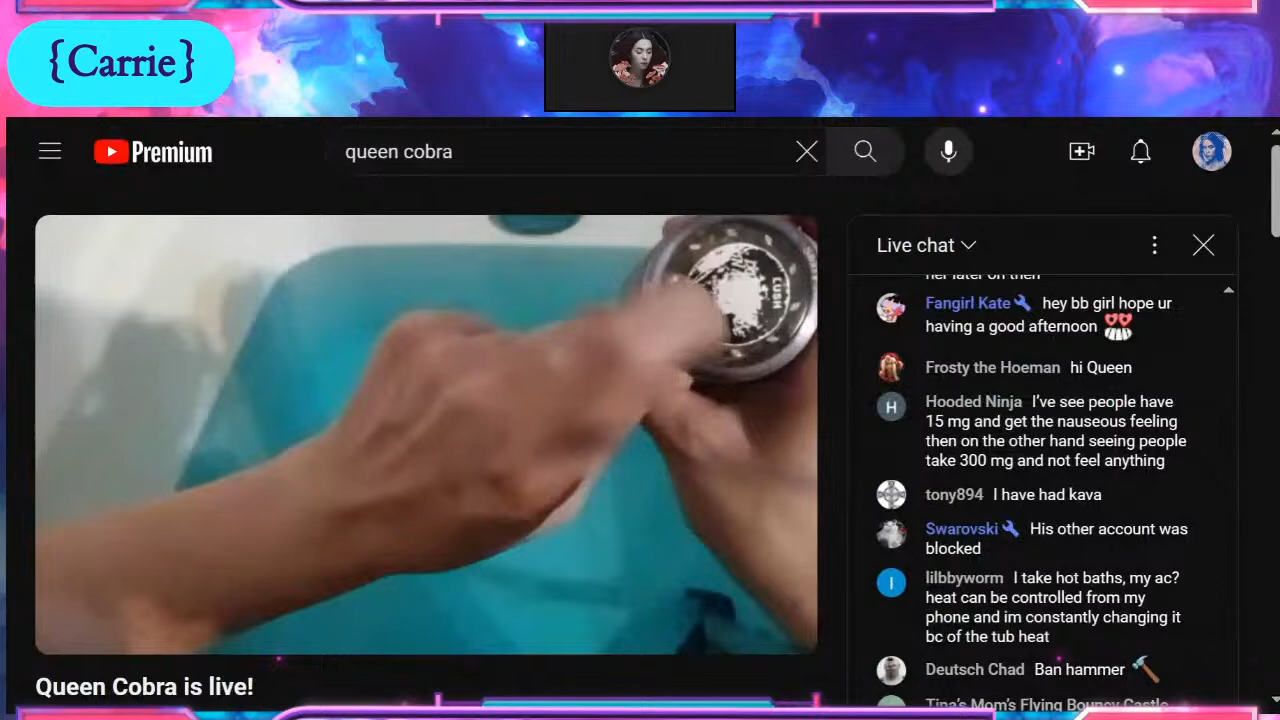 {Carrie}
Premium
queen cobra
LUSH
Live chat
her later on then
Fangirl Kate hey bb girl hope ur
having a good afternoon
Frosty the Hoeman hi Queen
H
Hooded Ninja I've see people have
15 mg and get the nauseous feeling
then on the other hand seeing people
take 300 mg and not feel anything
tony894 I have had kava
Swarovski His other account was
blocked
l
lilbbyworm I take hot baths, my ac?
heat can be controlled from my
phone and im constantly changing it
bc of the tub heat
Deutsch Chad Ban hammer
Tina's Mom's Flying Bouncy Castle
Queen Cobra is live!